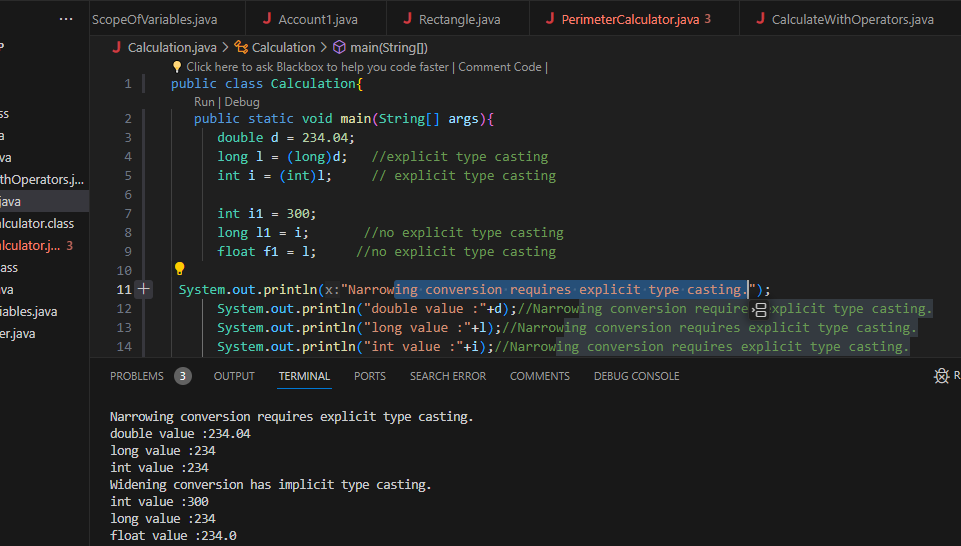 ··· ScopeOfVariables.java J Account1.java J Rectangle.java J PerimeterCalculator.java 3 J CalculateWithOperators.java
J Calculation.java > Calculation > main(String[])
Click here to ask Blackbox to help you code faster | Comment Code |
1 public class Calculation{
Run | Debug
2 public static void main(String[] args){
3 double d = 234.04;
4 long l = (long)d; //explicit type casting
5 int i = (int)l; // explicit type casting
6
7 int i1 = 300;
8 long l1 = i; //no explicit type casting
9 float f1 = l; //no explicit type casting
10
11 System.out.println(x:"Narrowing conversion requires explicit type casting.");
12 System.out.println("double value :"+d);//Narrowing conversion require xplicit type casting.
13 System.out.println("long value :"+l);//Narrowing conversion requires explicit type casting.
14 System.out.println("int value :"+i);//Narrowing conversion requires explicit type casting.
ss
a
va
thOperators.j...
java
lculator.class
lculator.j... 3
ass
va
iables.java
er.java
PROBLEMS 3 OUTPUT TERMINAL PORTS SEARCH ERROR COMMENTS DEBUG CONSOLE R
Narrowing conversion requires explicit type casting.
double value :234.04
long value :234
int value :234
Widening conversion has implicit type casting.
int value :300
long value :234
float value :234.0